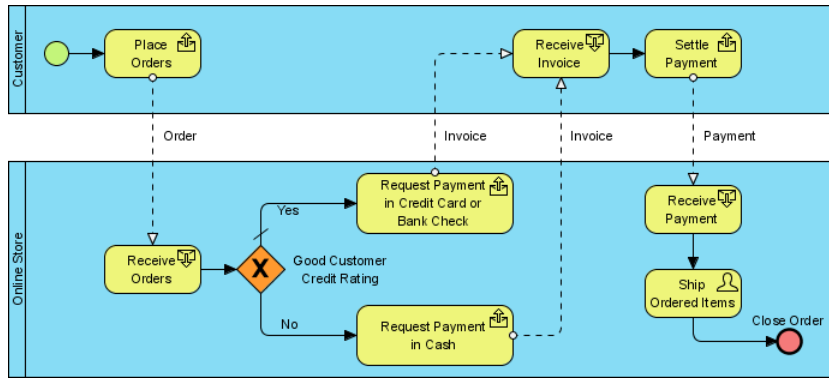 Customer
Place
Orders
Receive
Invoice
Settle
Payment
Order
Invoice
Invoice
Payment
Online Store
Receive
Orders
Yes
Good Customer
Credit Rating
No
Request Payment
in Credit Card or
Bank Check
Request Payment
in Cash
Receive
Payment
Ship
Ordered Items
Close Order